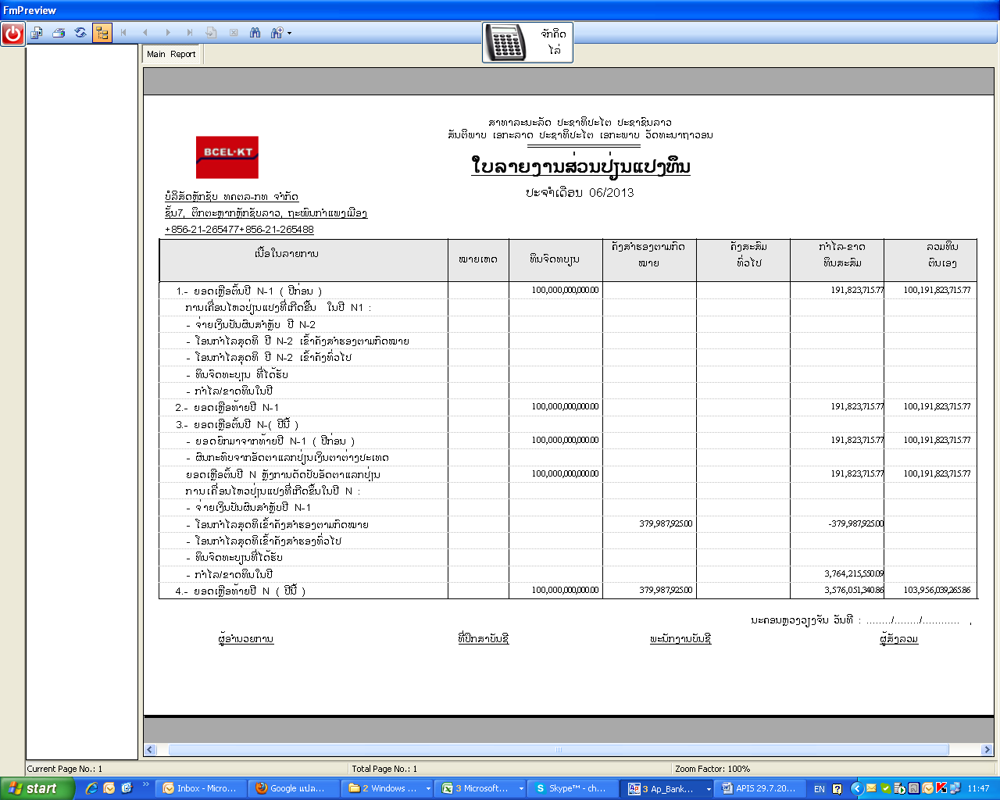 FmPreview
ຈັກຄິດ
ໄລ່
Main Report
ສາທາລະນະລັດ ປະຊາທິປະໄຕ ປະຊາຊົນລາວ
ສັນຕິພາບ ເອກະລາດ ປະຊາທິປະໄຕ ເອກະພາບ ວັດທະນາຖາວອນ
BCEL-KT
ໃບລາຍງານສ່ວນປ່ຽນແປງທຶນ
ປະຈຳເດືອນ 06/2013
ບໍລິສັດຫຼັກຊັບ ທຄຕລ-ກທ ຈຳກັດ
ຊັ້ນ7, ຕຶກຕະຫຼາກຫຼັກຊັບລາວ, ຖະໜົນກຳແພງເມືອງ
+856-21-265477+856-21-265488
ເນື້ອໃນລາຍການ ໝາຍເຫດ ທຶນຈົດທບຽນ ຄັງສຳຮອງຕາມກົດໝາຍ ຄັງສະສົມທົ່ວໄປ ກຳໄລ-ຂາດທຶນສະສົມ ລວມທຶນຕົນເອງ
1.- ຍອດເຫຼືອຕົ້ນປີ N-1 ( ປີກ່ອນ ) 100,000,000,000.00 191,823,715.77 100,191,823,715.77
ການເຄື່ອນໄຫວປ່ຽນແປງທີ່ເກີດຂື້ນ ໃນປີ N1 :
- ຈ່າຍເງິນປັນຜົນສຳຫຼັບ ປີ N-2
- ໂອນກຳໄລສຸດທິ ປີ N-2 ເຂົ້າຄັງສຳຮອງຕາມກົດໝາຍ
- ໂອນກຳໄລສຸດທິ ປີ N-2 ເຂົ້າຄັງທົ່ວໄປ
- ທຶນຈົດທະບຽນ ທີ່ໄດ້ຮັບ
- ກຳໄລ/ຂາດທຶນໃນປີ
2.- ຍອດເຫຼືອທ້າຍປີ N-1 100,000,000,000.00 191,823,715.77 100,191,823,715.77
3.- ຍອດເຫຼືອຕົ້ນປີ N-( ປີນີ້ )
- ຍອດຍົກມາຈາກທ້າຍປີ N-1 ( ປີກ່ອນ ) 100,000,000,000.00 191,823,715.77 100,191,823,715.77
- ຜົນກະທົບຈາກອັດຕາແລກປ່ຽນເງິນຕາຕ່າງປະເທດ
ຍອດເຫຼືອຕົ້ນປີ N ຫຼັງການດັດປັບອັດຕາແລກປ່ຽນ 100,000,000,000.00 191,823,715.77 100,191,823,715.77
ການເຄື່ອນໄຫວປ່ຽນແປງທີ່ເກີດຂຶ້ນໃນປີ N :
- ຈ່າຍເງິນປັນຜົນສຳຫຼັບປີ N-1
- ໂອນກຳໄລສຸດທິເຂົ້າຄັງສຳຮອງຕາມກົດໝາຍ 379,987,925.00 -379,987,925.00
- ໂອນກຳໄລສຸດທິເຂົ້າຄັງສຳຮອງທົ່ວໄປ
- ທຶນຈົດທະບຽນທີ່ໄດ້ຮັບ
- ກຳໄລ/ຂາດທຶນໃນປີ 3,764,215,550.09
4.- ຍອດເຫຼືອທ້າຍປີ N ( ປີນີ້ ) 100,000,000,000.00 379,987,925.00 3,576,051,340.86 103,956,039,265.86
ນະຄອນຫຼວງວຽງຈັນ ວັນທີ : ......../......../............ ,
ຜູ້ອຳນວຍການ ທີ່ປຶກສາບັນຊີ ພະນັກງານບັນຊີ ຜູ້ສັງລວມ
Current Page No.: 1 Total Page No.: 1 Zoom Factor: 100%
start Inbox - Micro... Google ແປລ... 2 Windows ... 3 Microsoft... Skype™ - ch... 3 Ap_Bank... APIS 29.7.20... EN 11:47